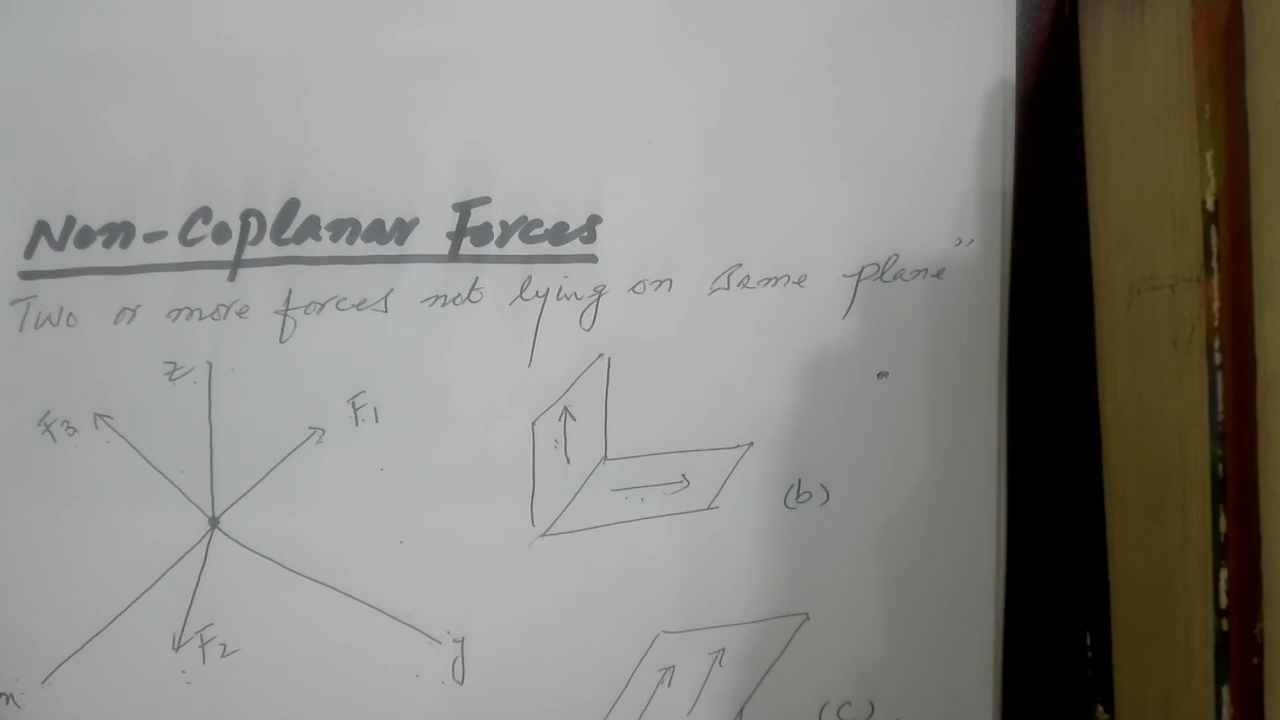 Non-Coplanar Forces
Two or more forces not lying on same plane"
z
F3
F1
(b)
F2
y
x
(c)